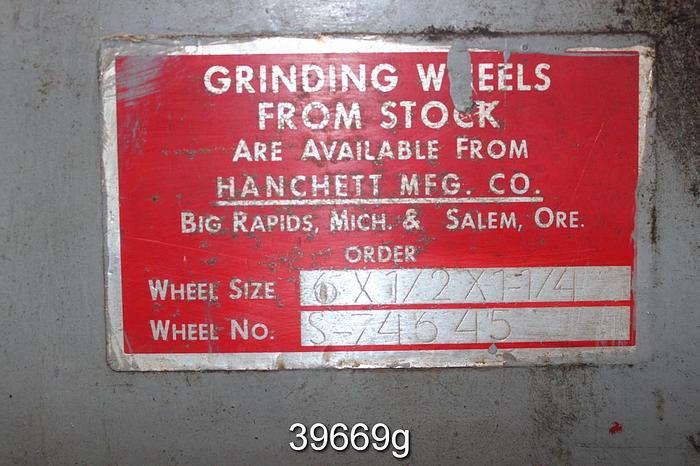 GRINDING WHEELS
FROM STOCK
ARE AVAILABLE FROM
HANCHETT MFG. CO.
BIG RAPIDS, MICH. & SALEM, ORE.
ORDER
WHEEL SIZE 6 X 1/2 X 1-1/4
WHEEL NO. S-74645
39669g